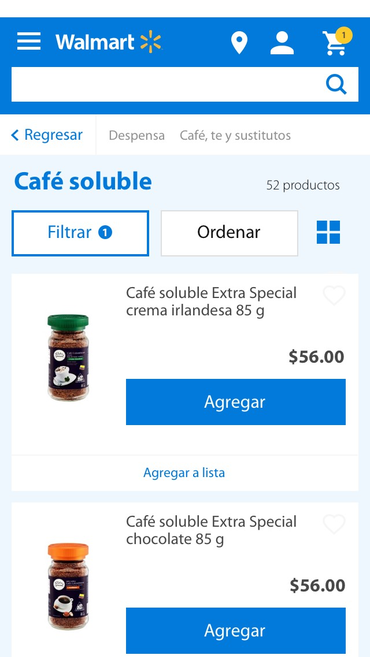 Walmart
1
Regresar
Despensa
Café, te y sustitutos
Café soluble
52 productos
Filtrar 1
Ordenar
Café soluble Extra Special
crema irlandesa 85 g
$56.00
Agregar
Agregar a lista
Café soluble Extra Special
chocolate 85 g
$56.00
Agregar